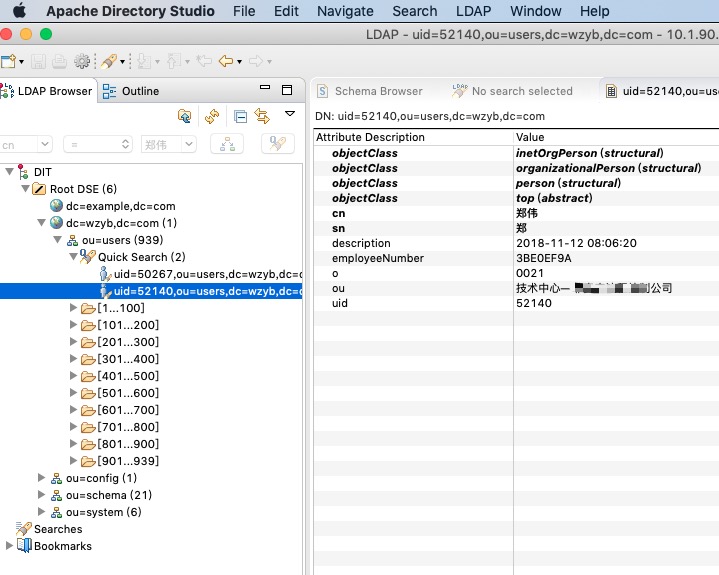 Apache Directory Studio File Edit Navigate Search LDAP Window Help
LDAP - uid=52140,ou=users,dc=wzyb,dc=com - 10.1.90.
LDAP Browser Outline
Schema Browser LDAP No search selected uid=52140,ou=us
DN: uid=52140,ou=users,dc=wzyb,dc=com
cn = 郑伟
Attribute Description Value
objectClass inetOrgPerson (structural)
objectClass organizationalPerson (structural)
objectClass person (structural)
objectClass top (abstract)
cn 郑伟
sn 郑
description 2018-11-12 08:06:20
employeeNumber 3BE0EF9A
o 0021
ou 技术中心— 公司
uid 52140
DIT
Root DSE (6)
dc=example,dc=com
dc=wzyb,dc=com (1)
ou=users (939)
Quick Search (2)
uid=50267,ou=users,dc=wzyb,dc=c
uid=52140,ou=users,dc=wzyb,dc=c
[1...100]
[101...200]
[201...300]
[301...400]
[401...500]
[501...600]
[601...700]
[701...800]
[801...900]
[901...939]
ou=config (1)
ou=schema (21)
ou=system (6)
Searches
Bookmarks